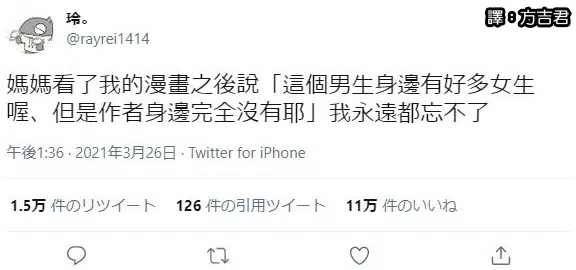 譯：方吉君
玲。
@rayrei1414
媽媽看了我的漫畫之後說「這個男生身邊有好多女生
喔、但是作者身邊完全沒有耶」我永遠都忘不了
午後1:36 · 2021年3月26日 · Twitter for iPhone
1.5万 件のリツイート 126 件の引用ツイート 11万 件のいいね